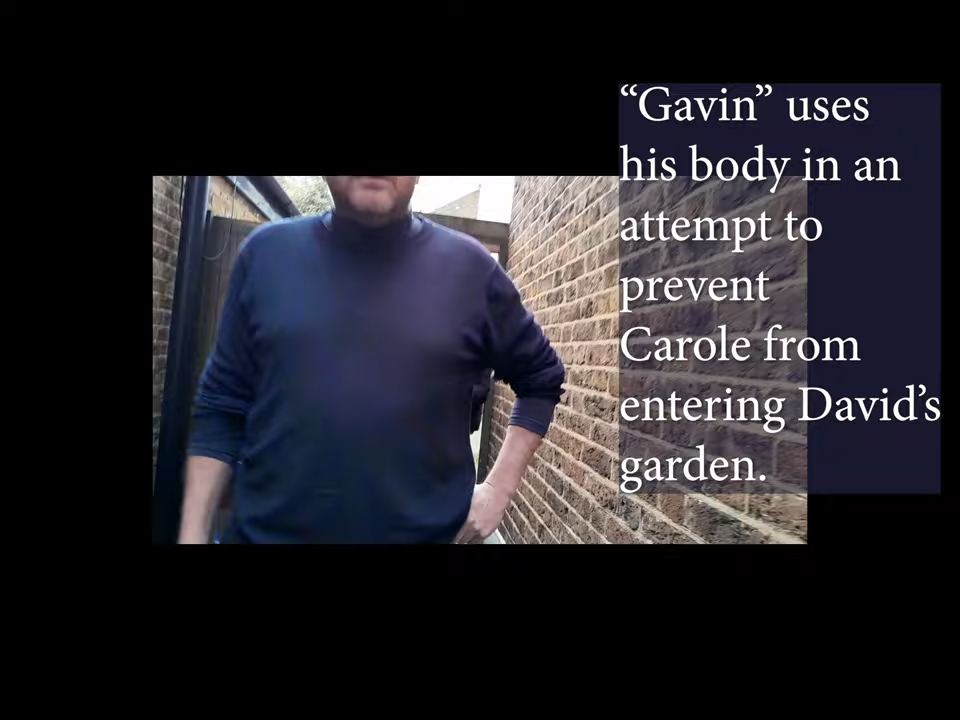 “Gavin” uses
his body in an
attempt to
prevent
Carole from
entering David’s
garden.